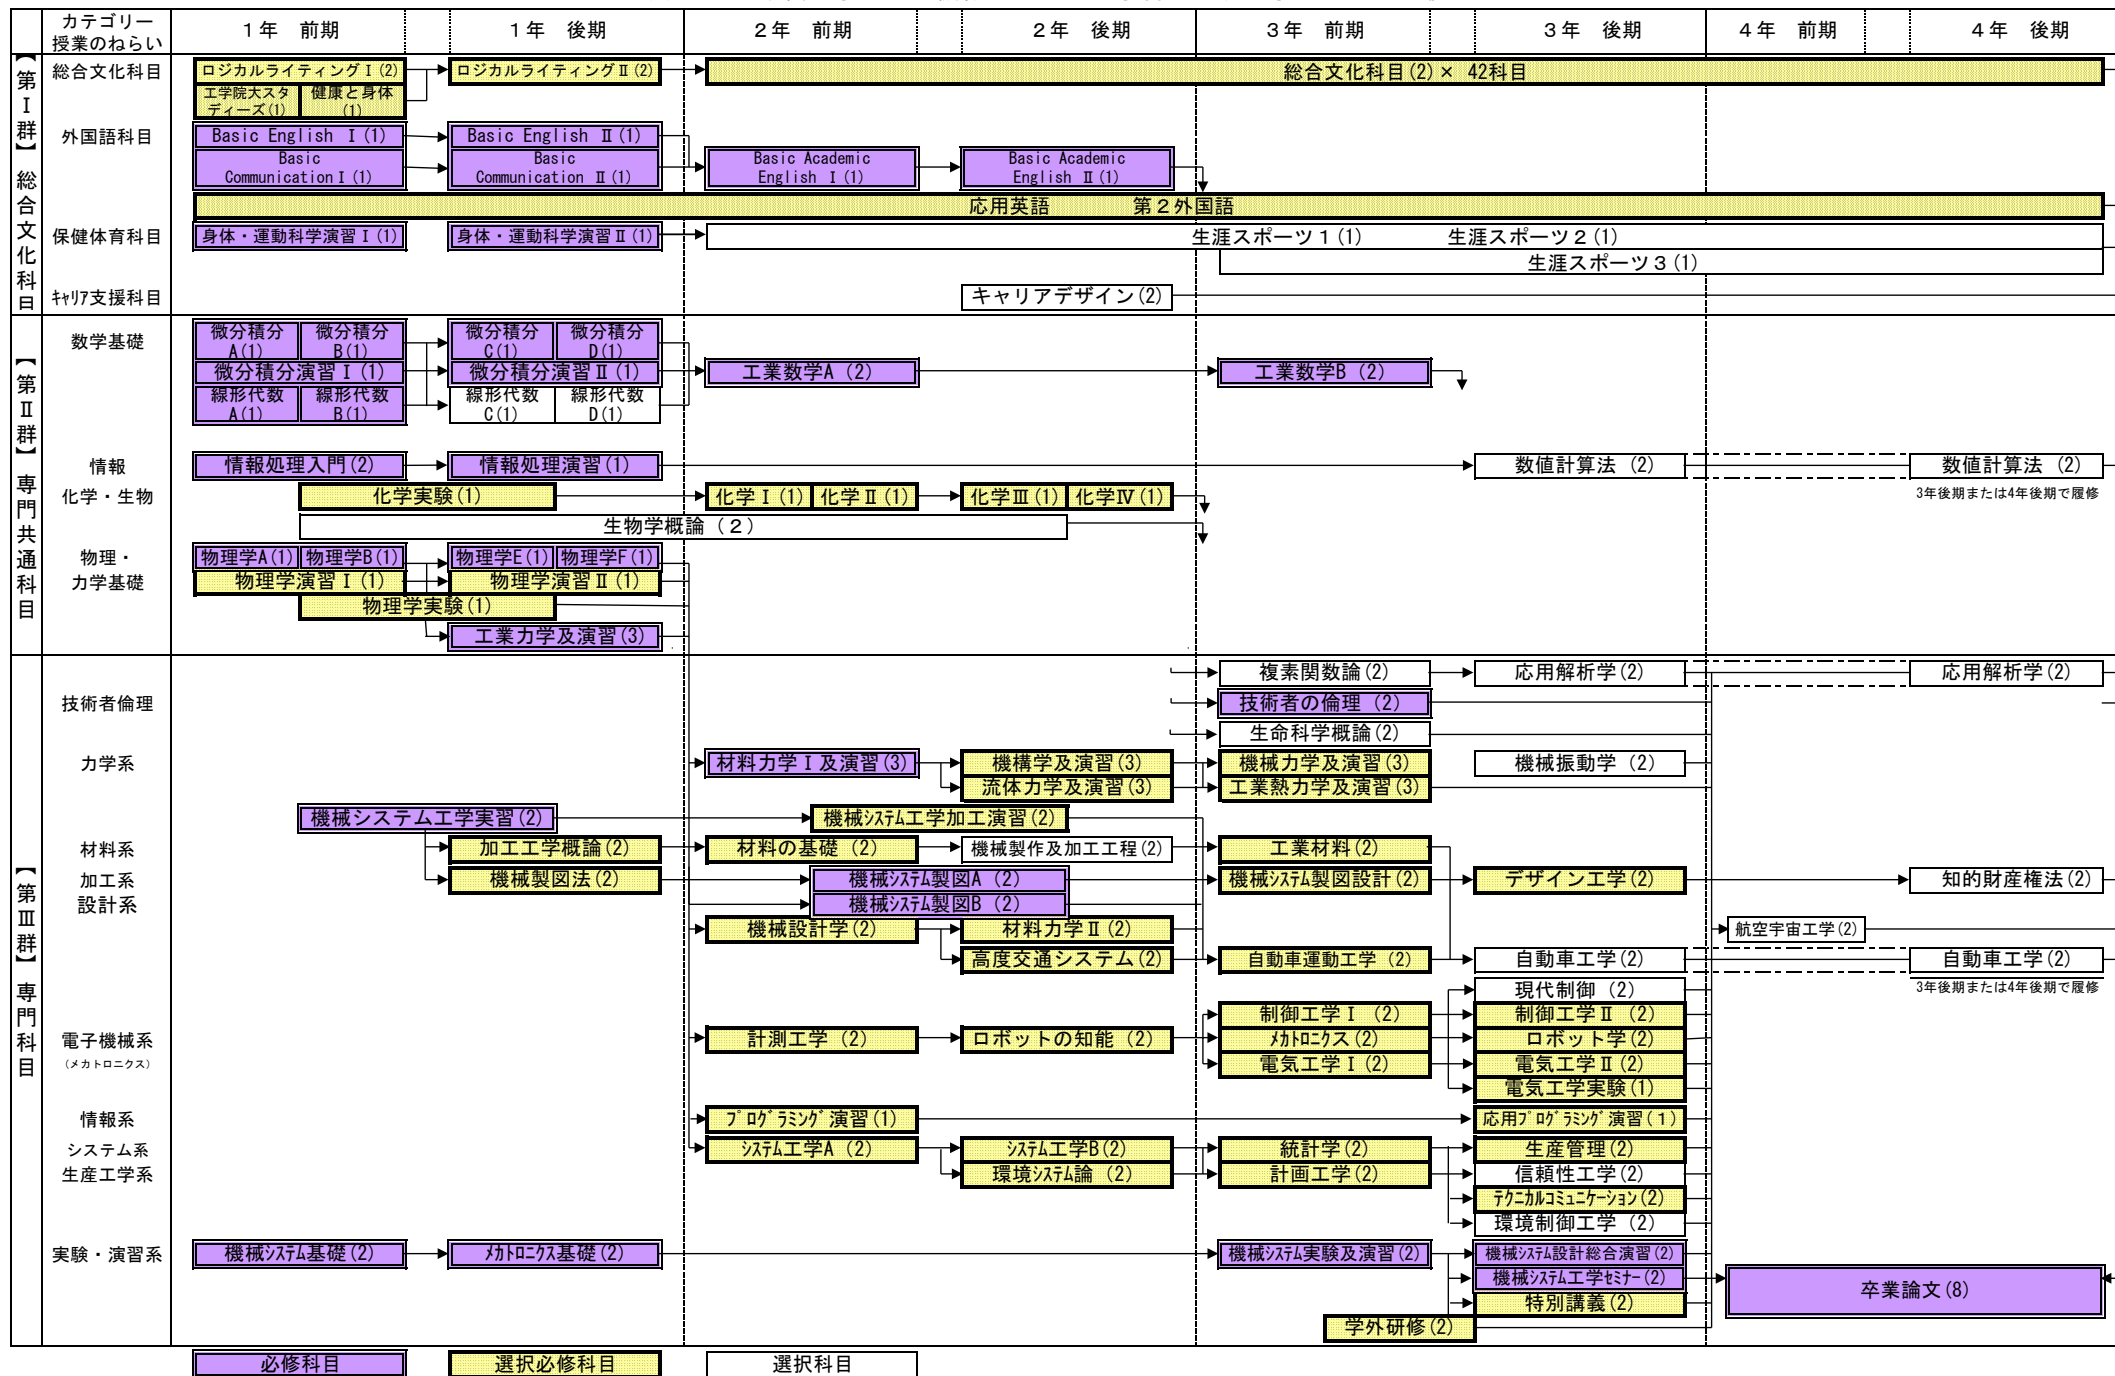 カテゴリー
授業のねらい
1年 前期
1年 後期
2年 前期
2年 後期
3年 前期
3年 後期
4年 前期
4年 後期
【第Ⅰ群】総合文化科目
総合文化科目
ロジカルライティングⅠ(2)
ロジカルライティングⅡ(2)
総合文化科目(2)× 42科目
工学院大スタ
ディーズ(1)
健康と身体
(1)
外国語科目
Basic English Ⅰ(1)
Basic English Ⅱ(1)
Basic
CommunicationⅠ(1)
Basic
Communication Ⅱ(1)
Basic Academic
English Ⅰ(1)
Basic Academic
English Ⅱ(1)
応用英語 第2外国語
保健体育科目
身体・運動科学演習Ⅰ(1)
身体・運動科学演習Ⅱ(1)
生涯スポーツ1(1) 生涯スポーツ2(1)
生涯スポーツ3(1)
キャリア支援科目
キャリアデザイン(2)
【第Ⅱ群】専門共通科目
数学基礎
微分積分
A(1)
微分積分
B(1)
微分積分
C(1)
微分積分
D(1)
微分積分演習Ⅰ(1)
微分積分演習Ⅱ(1)
工業数学A (2)
工業数学B (2)
線形代数
A(1)
線形代数
B(1)
線形代数
C(1)
線形代数
D(1)
情報
情報処理入門(2)
情報処理演習(1)
数値計算法 (2)
数値計算法 (2)
3年後期または4年後期で履修
化学・生物
化学実験(1)
化学Ⅰ(1)
化学Ⅱ(1)
化学Ⅲ(1)
化学Ⅳ(1)
生物学概論(2)
物理・
力学基礎
物理学A(1)
物理学B(1)
物理学E(1)
物理学F(1)
物理学演習Ⅰ(1)
物理学演習Ⅱ(1)
物理学実験(1)
工業力学及演習(3)
【第Ⅲ群】専門科目
複素関数論(2)
応用解析学(2)
応用解析学(2)
技術者倫理
技術者の倫理 (2)
生命科学概論(2)
力学系
材料力学Ⅰ及演習(3)
機構学及演習(3)
機械力学及演習(3)
機械振動学 (2)
流体力学及演習(3)
工業熱力学及演習(3)
機械システム工学実習(2)
機械システム工学加工演習(2)
材料系
加工工学概論(2)
材料の基礎 (2)
機械製作及加工工程(2)
工業材料(2)
加工系
設計系
機械製図法(2)
機械システム製図A (2)
機械システム製図設計(2)
デザイン工学(2)
知的財産権法(2)
機械システム製図B (2)
機械設計学(2)
材料力学Ⅱ(2)
航空宇宙工学(2)
高度交通システム(2)
自動車運動工学 (2)
自動車工学(2)
自動車工学(2)
3年後期または4年後期で履修
現代制御 (2)
制御工学Ⅰ (2)
制御工学Ⅱ (2)
電子機械系
(メカトロニクス)
計測工学 (2)
ロボットの知能 (2)
メカトロニクス(2)
ロボット学(2)
電気工学Ⅰ(2)
電気工学Ⅱ(2)
電気工学実験(1)
情報系
プログラミング演習(1)
応用プログラミング演習(1)
システム系
生産工学系
システム工学A (2)
システム工学B(2)
統計学(2)
生産管理(2)
環境システム論 (2)
計画工学(2)
信頼性工学(2)
テクニカルコミュニケーション(2)
環境制御工学 (2)
実験・演習系
機械システム基礎(2)
メカトロニクス基礎(2)
機械システム実験及演習(2)
機械システム設計総合演習(2)
機械システム工学セミナー(2)
卒業論文(8)
特別講義(2)
学外研修(2)
必修科目
選択必修科目
選択科目